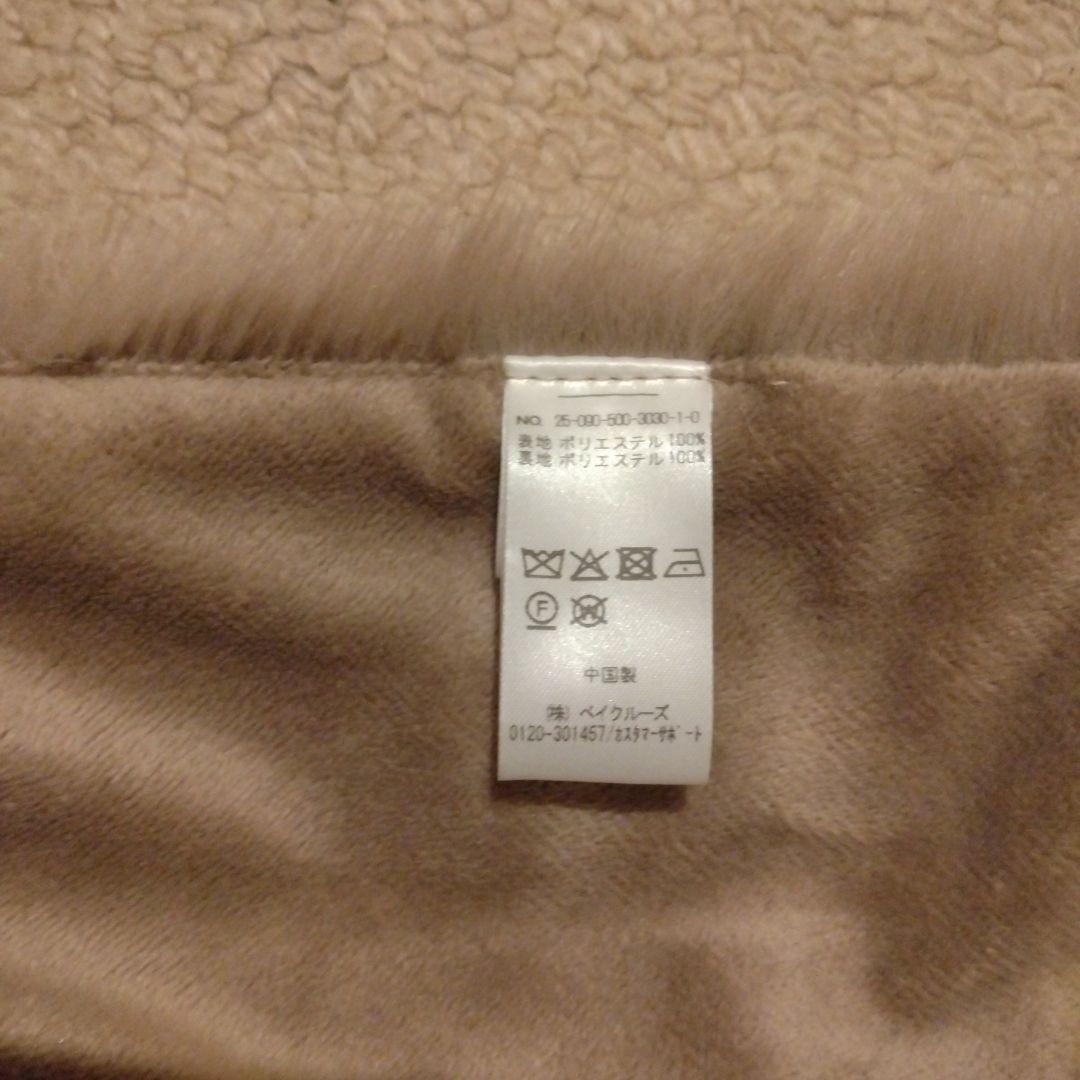 NO. 25-090-500-3030-1-0
表地 ポリエステル 100%
裏地 ポリエステル 100%
F
W
中国製
(株) ベイクルーズ
0120-301457/ｶｽﾀﾏｰｻﾎﾟｰﾄ